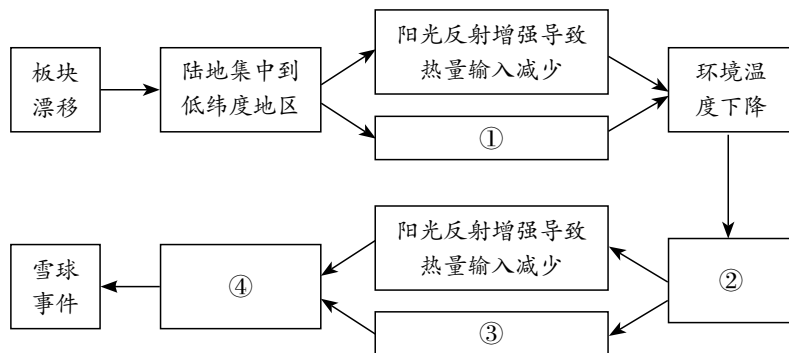 板块
漂移
陆地集中到
低纬度地区
阳光反射增强导致
热量输入减少
①
环境温
度下降
雪球
事件
④
阳光反射增强导致
热量输入减少
③
②